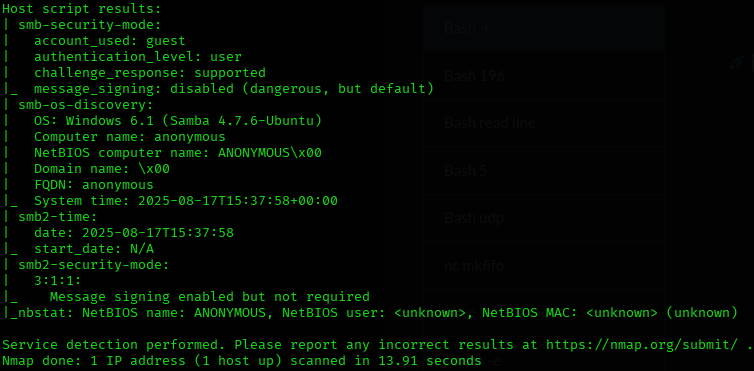 Host script results:
| smb-security-mode:
|   account_used: guest
|   authentication_level: user
|   challenge_response: supported
|_  message_signing: disabled (dangerous, but default)
| smb-os-discovery:
|   OS: Windows 6.1 (Samba 4.7.6-Ubuntu)
|   Computer name: anonymous
|   NetBIOS computer name: ANONYMOUS\x00
|   Domain name: \x00
|   FQDN: anonymous
|_  System time: 2025-08-17T15:37:58+00:00
| smb2-time:
|   date: 2025-08-17T15:37:58
|_  start_date: N/A
| smb2-security-mode:
|   3:1:1:
|_    Message signing enabled but not required
|_nbstat: NetBIOS name: ANONYMOUS, NetBIOS user: <unknown>, NetBIOS MAC: <unknown> (unknown)
Service detection performed. Please report any incorrect results at https://nmap.org/submit/ .
Nmap done: 1 IP address (1 host up) scanned in 13.91 seconds
Bash -i
Bash 196
Bash read line
Bash 5
Bash udp
nc mkfifo